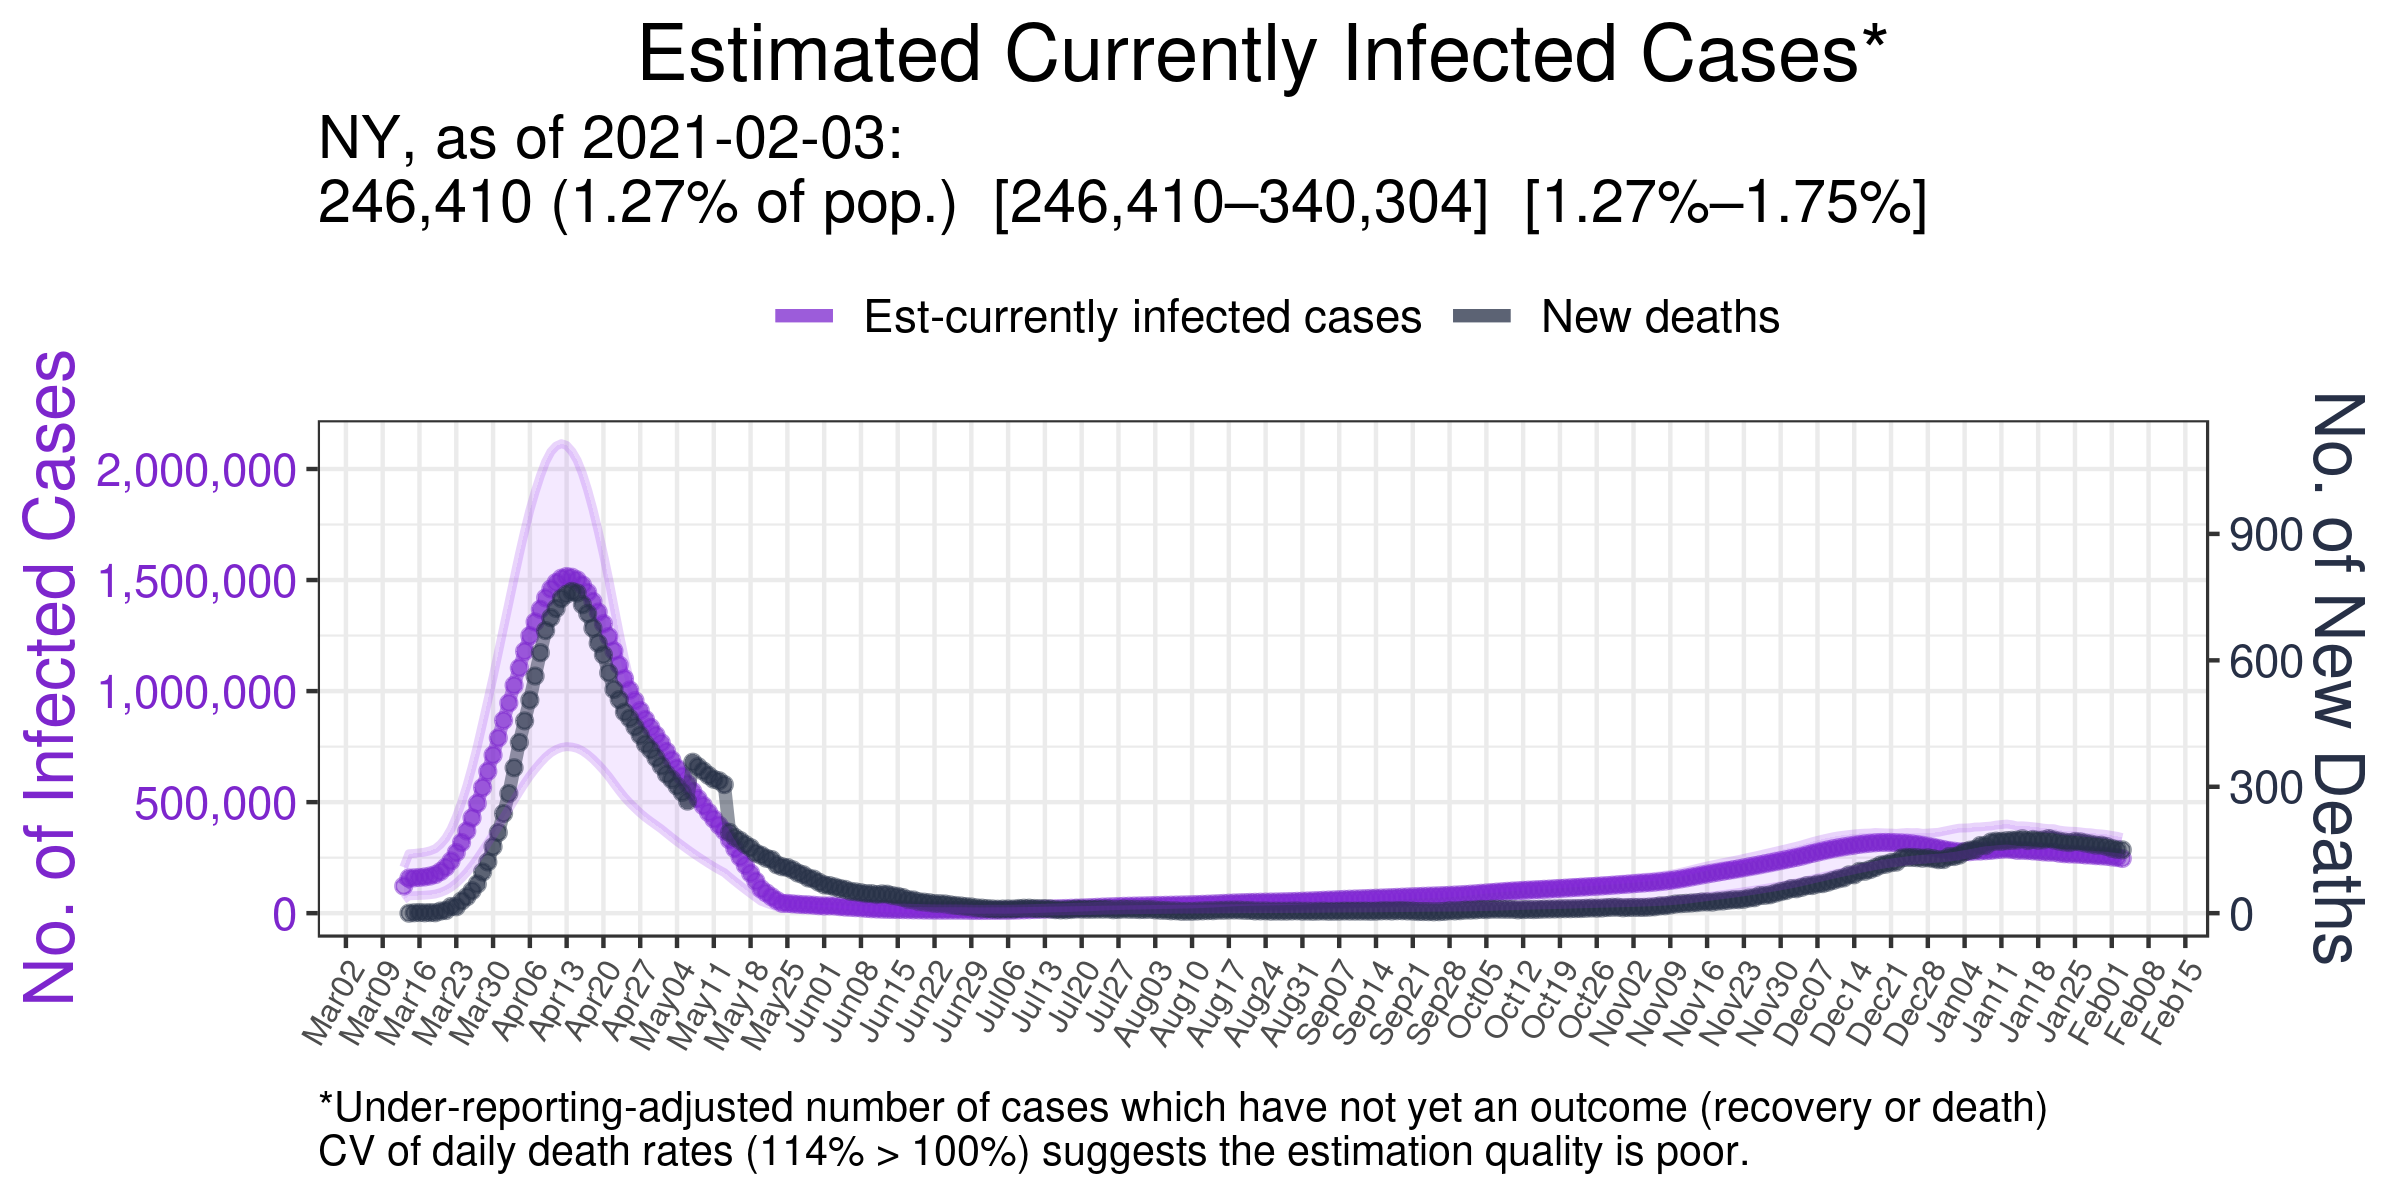 Estimated Currently Infected Cases*
NY, as of 2021-02-03:
246,410 (1.27% of pop.) [246,410–340,304] [1.27%–1.75%]
Est-currently infected cases
New deaths
No. of Infected Cases
2,000,000
1,500,000
1,000,000
500,000
0
No. of New Deaths
900
600
300
0
Mar02
Mar09
Mar16
Mar23
Mar30
Apr06
Apr13
Apr20
Apr27
May04
May11
May18
May25
Jun01
Jun08
Jun15
Jun22
Jun29
Jul06
Jul13
Jul20
Jul27
Aug03
Aug10
Aug17
Aug24
Aug31
Sep07
Sep14
Sep21
Sep28
Oct05
Oct12
Oct19
Oct26
Nov02
Nov09
Nov16
Nov23
Nov30
Dec07
Dec14
Dec21
Dec28
Jan04
Jan11
Jan18
Jan25
Feb01
Feb08
Feb15
*Under-reporting-adjusted number of cases which have not yet an outcome (recovery or death)
CV of daily death rates (114% > 100%) suggests the estimation quality is poor.